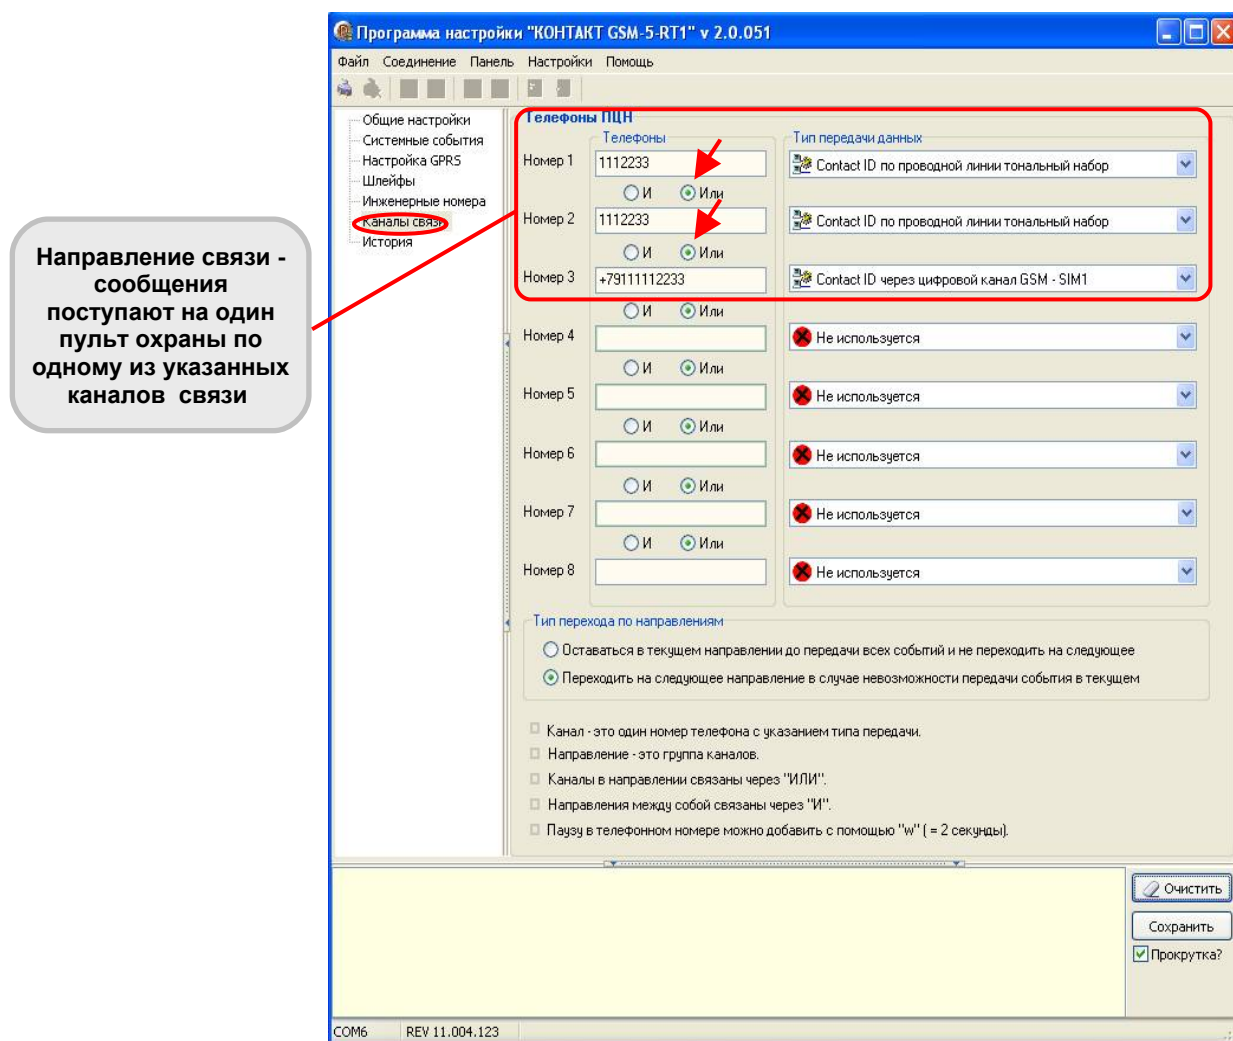 Программа настройки "КОНТАКТ GSM-5-RT1" v 2.0.051
Файл Соединение Панель Настройки Помощь
Общие настройки
Системные события
Настройка GPRS
Шлейфы
Инженерные номера
Каналы связи
История
Направление связи -
сообщения
поступают на один
пульт охраны по
одному из указанных
каналов связи
Телефоны ПЦН
Телефоны
Тип передачи данных
Номер 1 1112233 Contact ID по проводной линии тональный набор
И Или
Номер 2 1112233 Contact ID по проводной линии тональный набор
И Или
Номер 3 +79111112233 Contact ID через цифровой канал GSM - SIM1
И Или
Номер 4 Не используется
И Или
Номер 5 Не используется
И Или
Номер 6 Не используется
И Или
Номер 7 Не используется
И Или
Номер 8 Не используется
Тип перехода по направлениям
Оставаться в текущем направлении до передачи всех событий и не переходить на следующее
Переходить на следующее направление в случае невозможности передачи события в текущем
Канал - это один номер телефона с указанием типа передачи.
Направление - это группа каналов.
Каналы в направлении связаны через "ИЛИ".
Направления между собой связаны через "И".
Паузу в телефонном номере можно добавить с помощью "w" ( = 2 секунды).
Очистить
Сохранить
Прокрутка?
COM6 REV 11.004.123